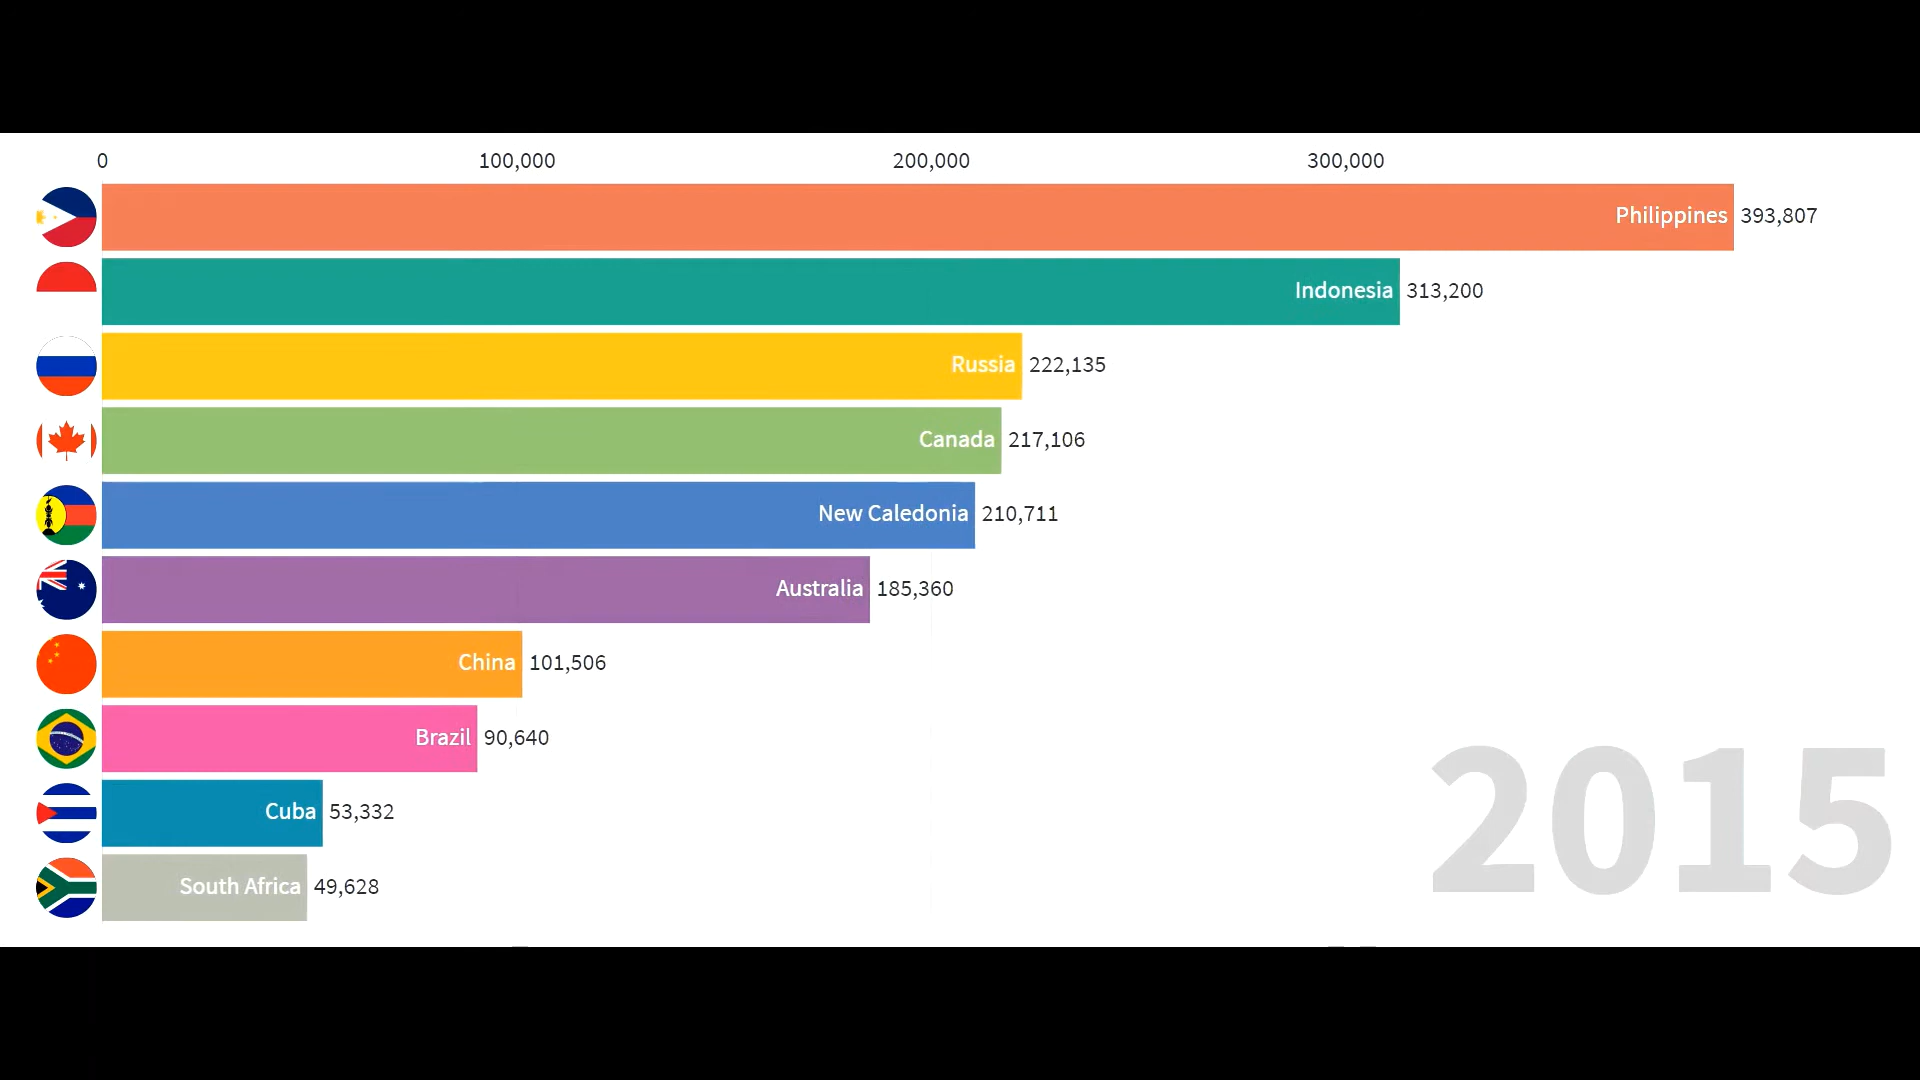 0 100,000 200,000 300,000
Philippines 393,807
Indonesia 313,200
Russia 222,135
Canada 217,106
New Caledonia 210,711
Australia 185,360
China 101,506
Brazil 90,640
Cuba 53,332
South Africa 49,628
2015